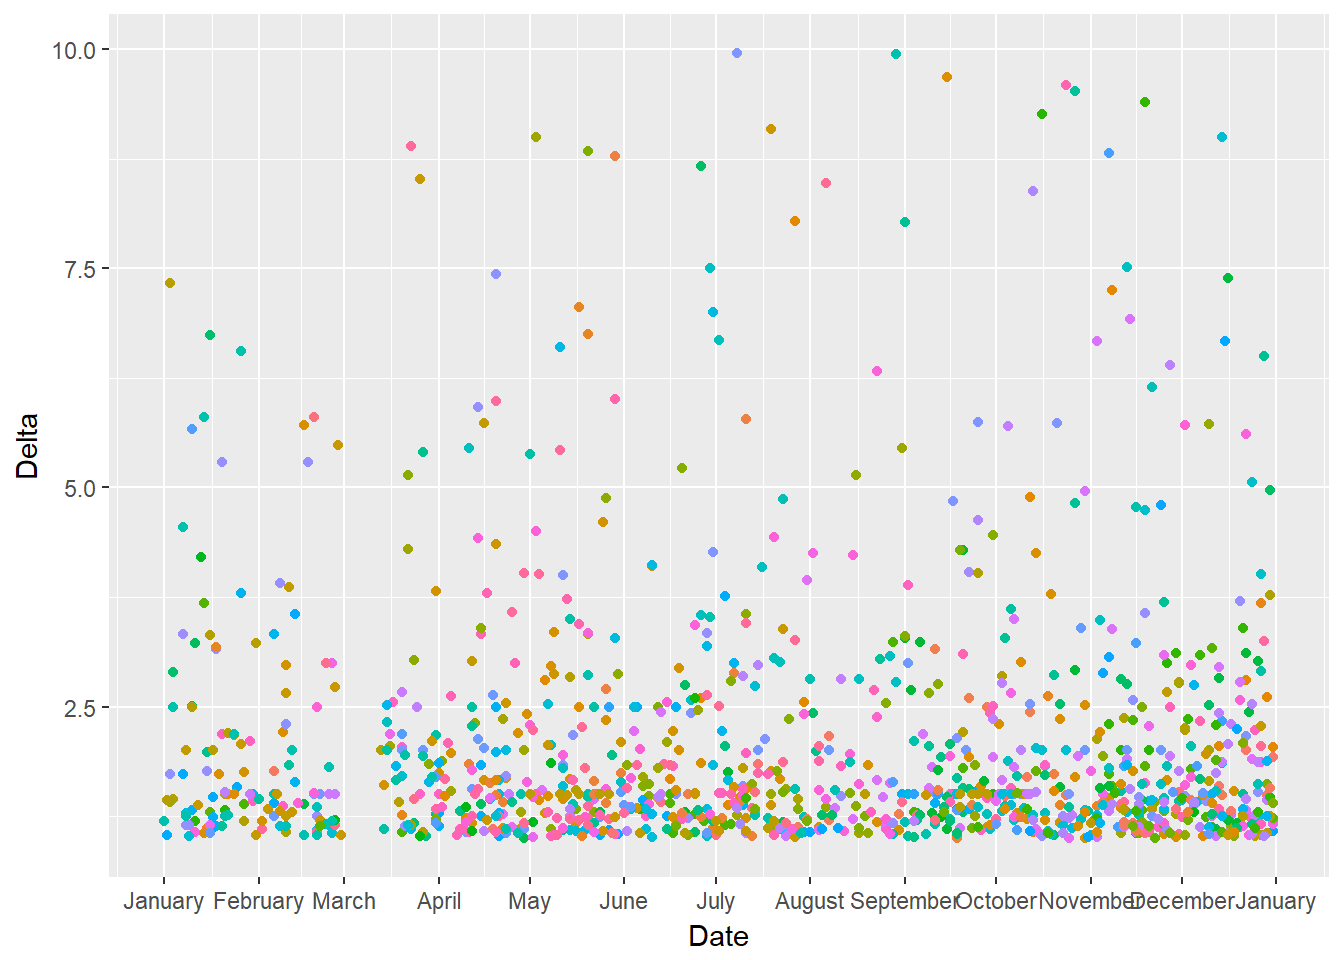 10.0
7.5
5.0
2.5
Delta
January February March April May June July August September October November December January
Date